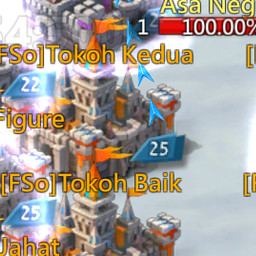 Asa Neg
1 100.00%
[FSo]Tokoh Kedua [
22
Figure
25
[FSo]Tokoh Baik
25
Jahat